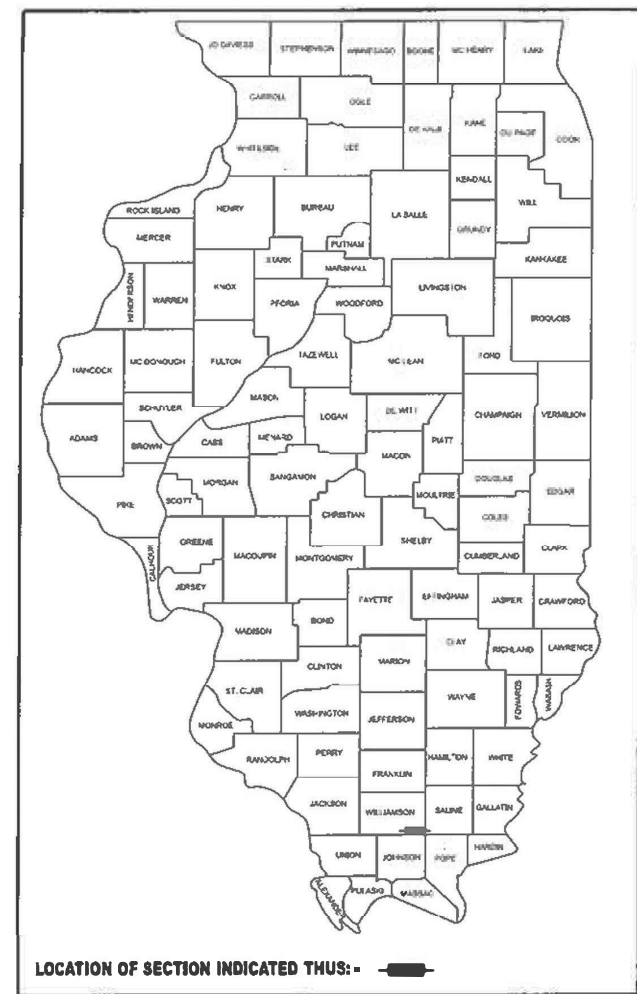 JO DAVIESS STEPHENSON WINNEBAGO BOONE MC HENRY LAKE
CARROLL OGLE DE KALB KANE DU PAGE COOK
WHITESIDE LEE
KENDALL
ROCK ISLAND HENRY BUREAU LA SALLE WILL
MERCER PUTNAM GRUNDY
STARK MARSHALL KANKAKEE
HENDERSON WARREN KNOX PEORIA WOODFORD LIVINGSTON IROQUOIS
HANCOCK MC DONOUGH FULTON TAZEWELL MC LEAN FORD
SCHUYLER MASON LOGAN DE WITT CHAMPAIGN VERMILION
ADAMS BROWN CASS MENARD MACON PIATT
PIKE SCOTT MORGAN SANGAMON CHRISTIAN MOULTRIE DOUGLAS EDGAR
COLES
CALHOUN GREENE MACOUPIN MONTGOMERY SHELBY CUMBERLAND CLARK
JERSEY FAYETTE EFFINGHAM JASPER CRAWFORD
MADISON BOND
CLAY RICHLAND LAWRENCE
CLINTON MARION
ST. CLAIR WAYNE EDWARDS WABASH
MONROE WASHINGTON JEFFERSON
RANDOLPH PERRY FRANKLIN HAMILTON WHITE
JACKSON WILLIAMSON SALINE GALLATIN
UNION JOHNSON POPE HARDIN
ALEXANDER PULASKI MASSAC
LOCATION OF SECTION INDICATED THUS: -